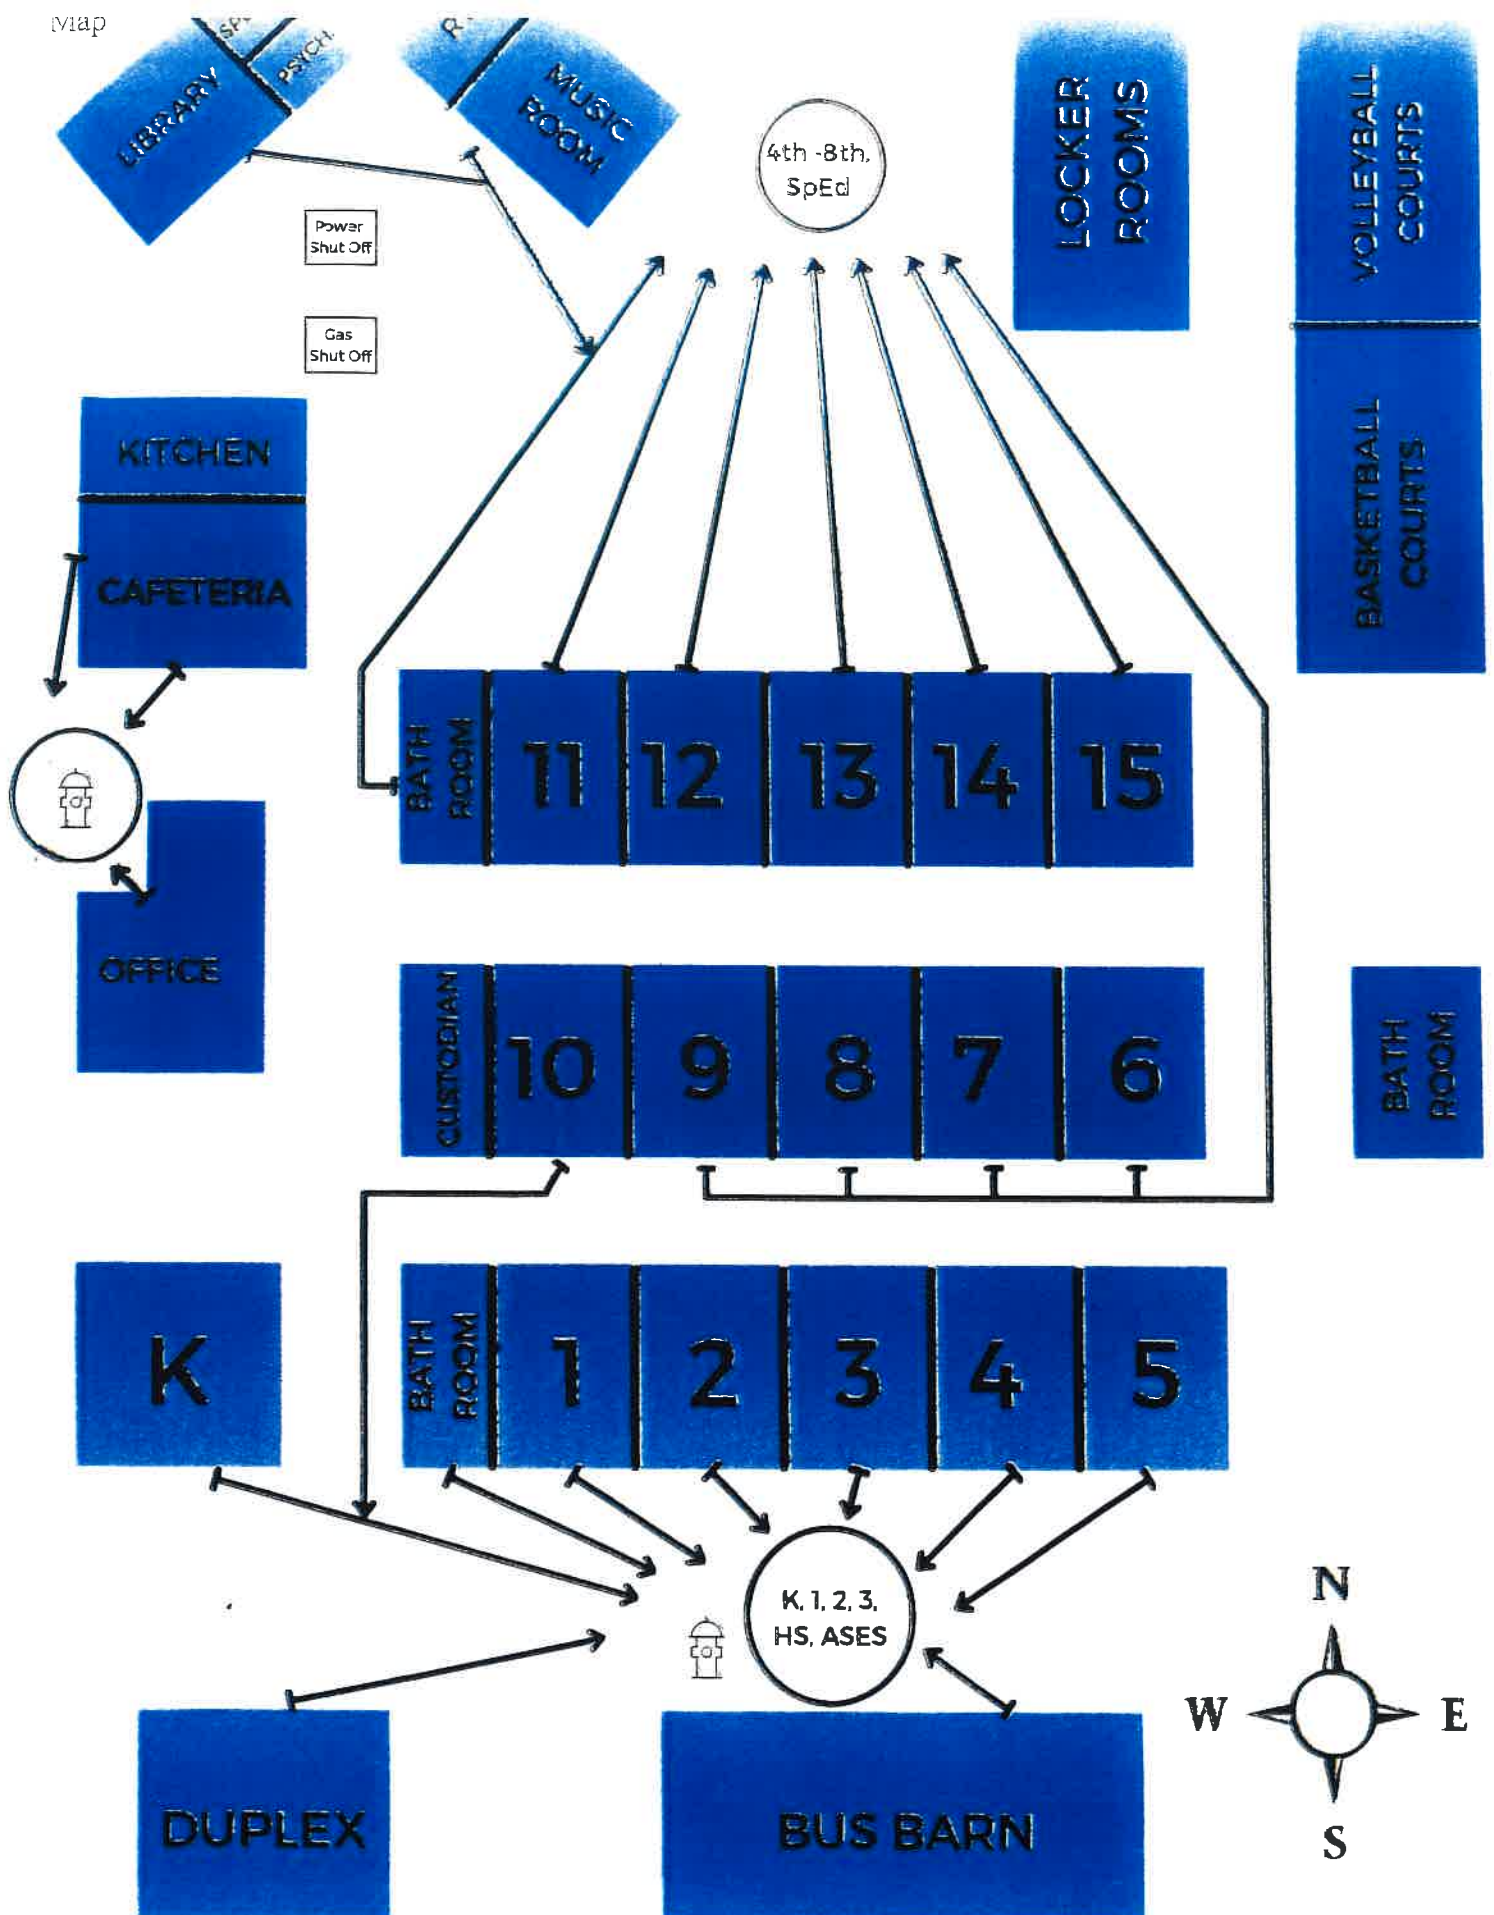 Map
LIBRARY
PSYCH.
MUSIC
ROOM
4th -8th,
SpEd
LOCKER
ROOMS
VOLLEYBALL
COURTS
Power
Shut Off
Gas
Shut Off
KITCHEN
CAFETERIA
BASKETBALL
COURTS
BATH
ROOM
11
12
13
14
15
OFFICE
CUSTODIAN
10
9
8
7
6
BATH
ROOM
K
BATH
ROOM
1
2
3
4
5
K, 1, 2, 3,
HS, ASES
N
W
E
S
DUPLEX
BUS BARN